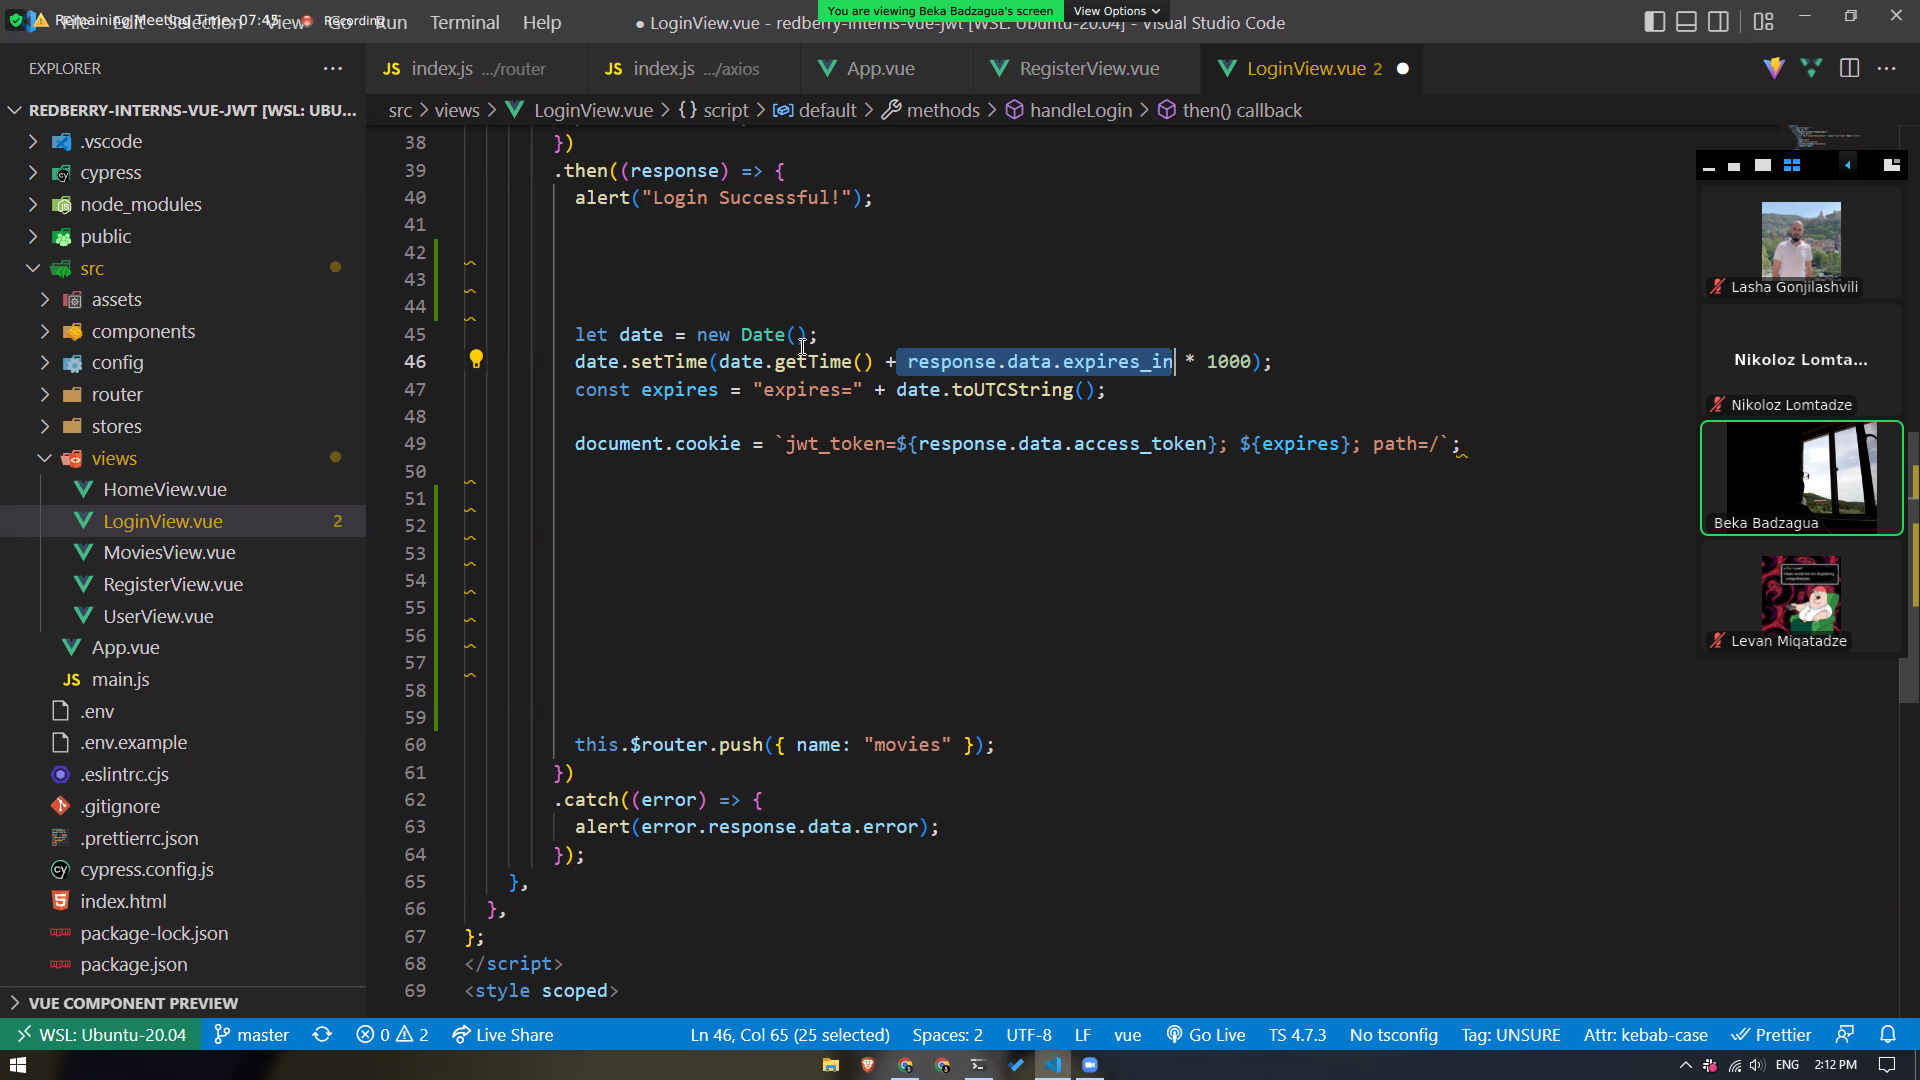 Remaining Meeting Time: 07:45
Recording
File Edit Selection View Go Run Terminal Help
● LoginView.vue - redberry-interns-vue-jwt [WSL: Ubuntu-20.04] - Visual Studio Code
You are viewing Beka Badzagua's screen
View Options
EXPLORER
index.js .../router
index.js .../axios
App.vue
RegisterView.vue
LoginView.vue 2
src > views > LoginView.vue > {} script > default > methods > handleLogin > then() callback
REDBERRY-INTERNS-VUE-JWT [WSL: UBU...
.vscode
cypress
node_modules
public
src
assets
components
config
router
stores
views
HomeView.vue
LoginView.vue 2
MoviesView.vue
RegisterView.vue
UserView.vue
App.vue
main.js
.env
.env.example
.eslintrc.cjs
.gitignore
.prettierrc.json
cypress.config.js
index.html
package-lock.json
package.json
VUE COMPONENT PREVIEW
38 })
39 .then((response) => {
40 alert("Login Successful!");
41
42
43
44
45 let date = new Date();
46 date.setTime(date.getTime() + response.data.expires_in * 1000);
47 const expires = "expires=" + date.toUTCString();
48
49 document.cookie = `jwt_token=${response.data.access_token}; ${expires}; path=/`;
50
51
52
53
54
55
56
57
58
59
60 this.$router.push({ name: "movies" });
61 })
62 .catch((error) => {
63 alert(error.response.data.error);
64 });
65 },
66 },
67 };
68 </script>
69 <style scoped>
Lasha Gonjilashvili
Nikoloz Lomta...
Nikoloz Lomtadze
Beka Badzagua
Levan Miqatadze
WSL: Ubuntu-20.04
master
0
2
Live Share
Ln 46, Col 65 (25 selected)
Spaces: 2
UTF-8
LF
vue
Go Live
TS 4.7.3
No tsconfig
Tag: UNSURE
Attr: kebab-case
Prettier
ENG
2:12 PM